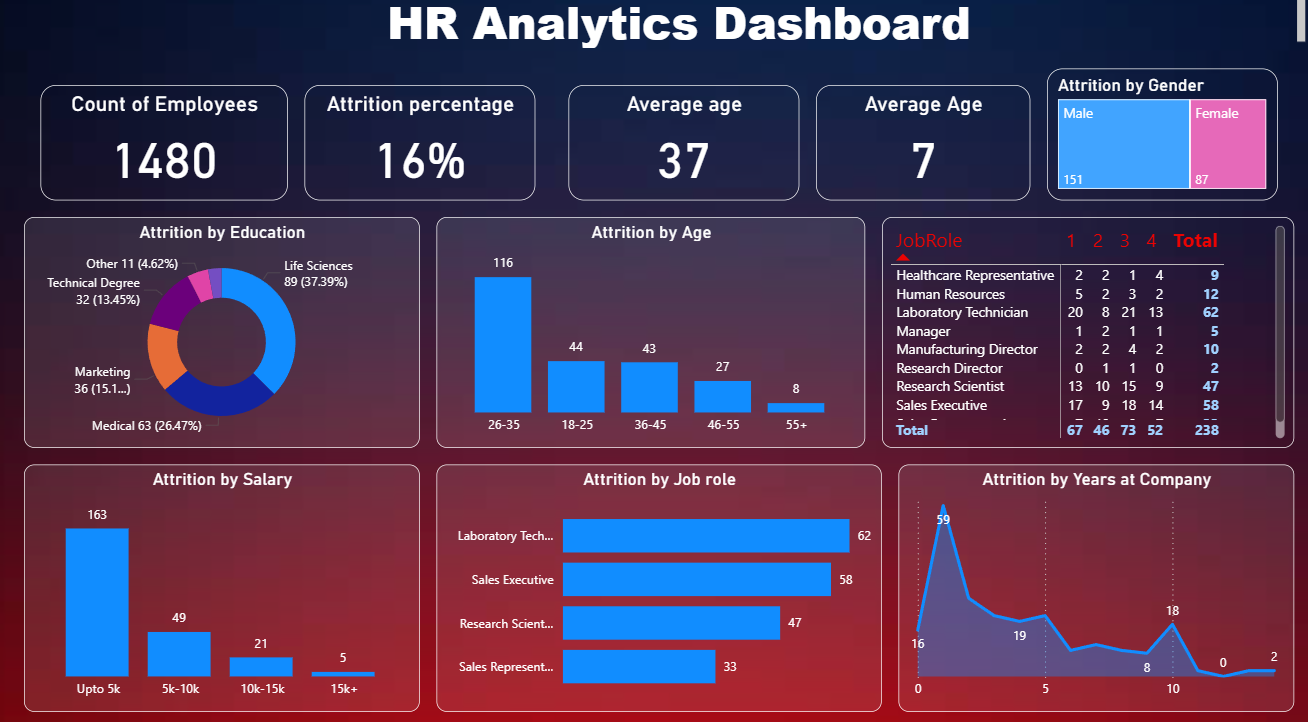 HR Analytics Dashboard
Count of Employees
1480
Attrition percentage
16%
Average age
37
Average Age
7
Attrition by Gender
Male
Female
151
87
Attrition by Education
Other 11 (4.62%)
Technical Degree
32 (13.45%)
Life Sciences
89 (37.39%)
Marketing
36 (15.1...)
Medical 63 (26.47%)
Attrition by Age
116
44
43
27
8
26-35 18-25 36-45 46-55 55+
JobRole 1 2 3 4 Total
Healthcare Representative 2 2 1 4 9
Human Resources 5 2 3 2 12
Laboratory Technician 20 8 21 13 62
Manager 1 2 1 1 5
Manufacturing Director 2 2 4 2 10
Research Director 0 1 1 0 2
Research Scientist 13 10 15 9 47
Sales Executive 17 9 18 14 58
Total 67 46 73 52 238
Attrition by Salary
163
49
21
5
Upto 5k 5k-10k 10k-15k 15k+
Attrition by Job role
Laboratory Tech... 62
Sales Executive 58
Research Scient... 47
Sales Represent... 33
Attrition by Years at Company
59
16
19
8
18
0
2
0 5 10